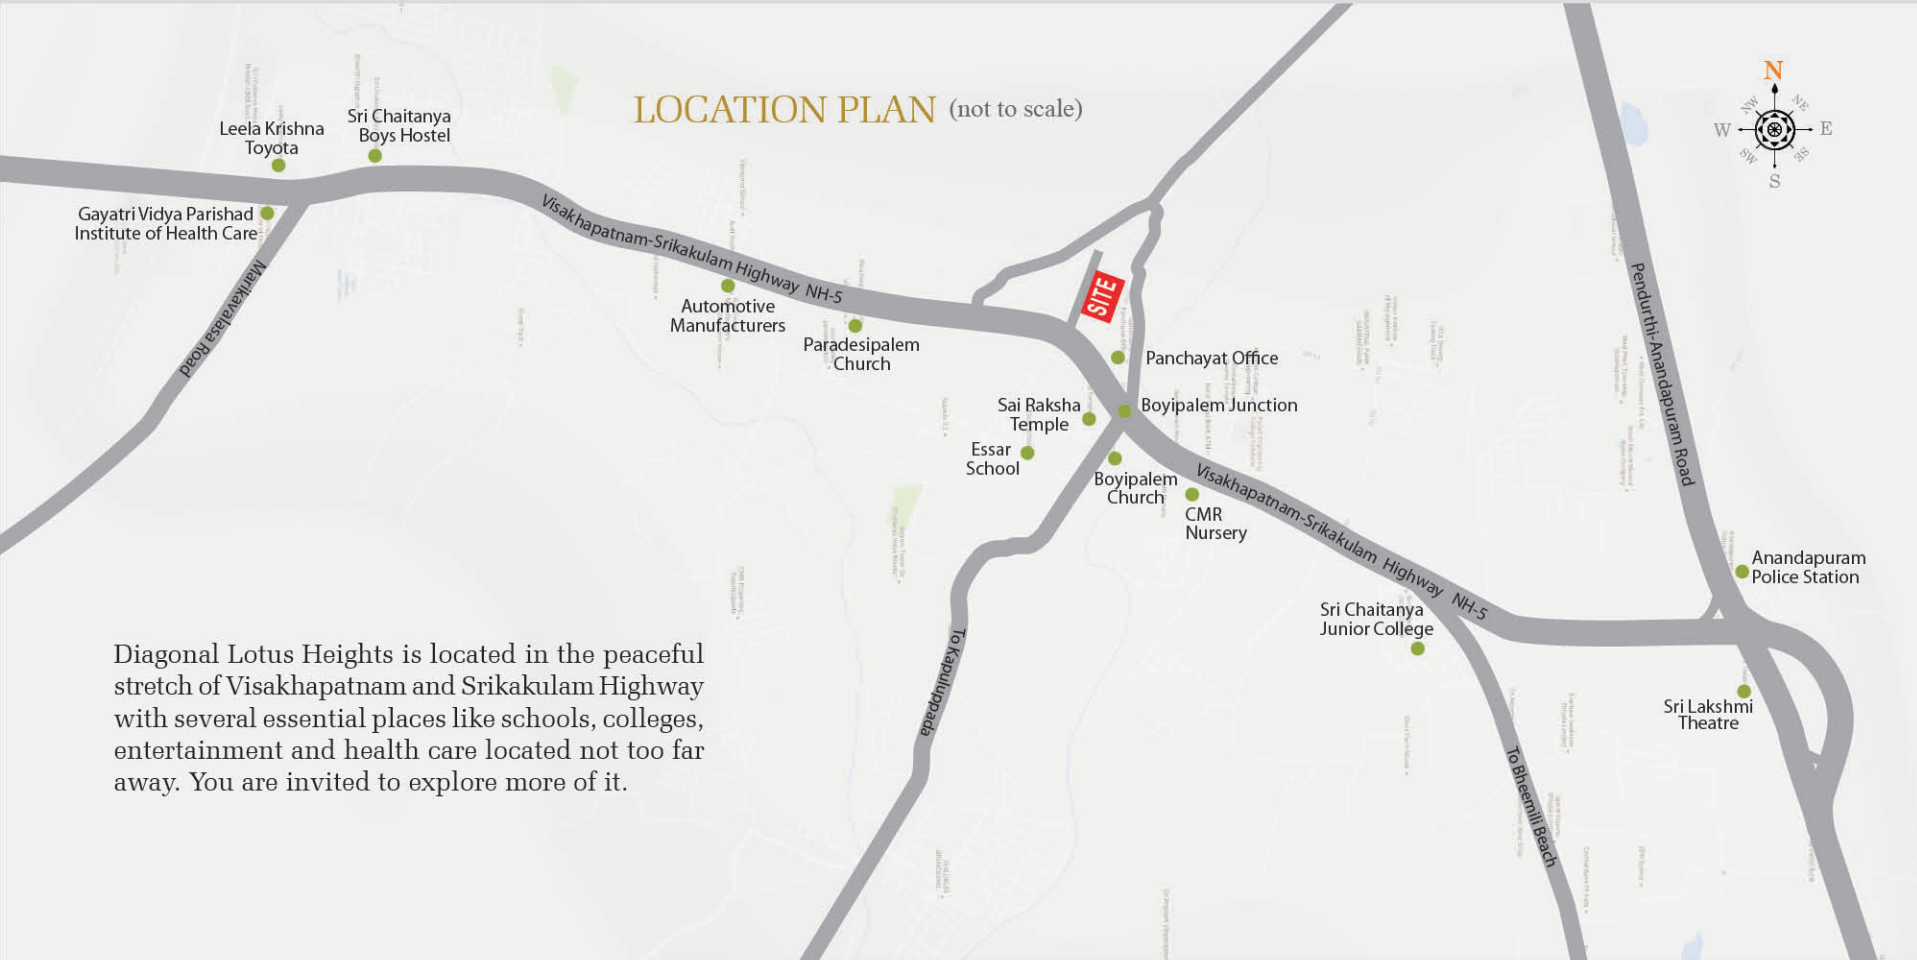 LOCATION PLAN (not to scale)
N
NW
NE
W
E
SW
SE
S
Leela Krishna
Toyota
Sri Chaitanya
Boys Hostel
Gayatri Vidya Parishad
Institute of Health Care
Marikavalasa Road
Visakhapatnam-Srikakulam Highway NH-5
Automotive
Manufacturers
Paradesipalem
Church
SITE
Panchayat Office
Boyipalem Junction
Sai Raksha
Temple
Essar
School
Boyipalem
Church
CMR
Nursery
Visakhapatnam-Srikakulam Highway NH-5
Pendurthi-Anandapuram Road
Anandapuram
Police Station
Sri Chaitanya
Junior College
Sri Lakshmi
Theatre
To Kapuluppada
To Bheemili Beach
Diagonal Lotus Heights is located in the peaceful
stretch of Visakhapatnam and Srikakulam Highway
with several essential places like schools, colleges,
entertainment and health care located not too far
away. You are invited to explore more of it.